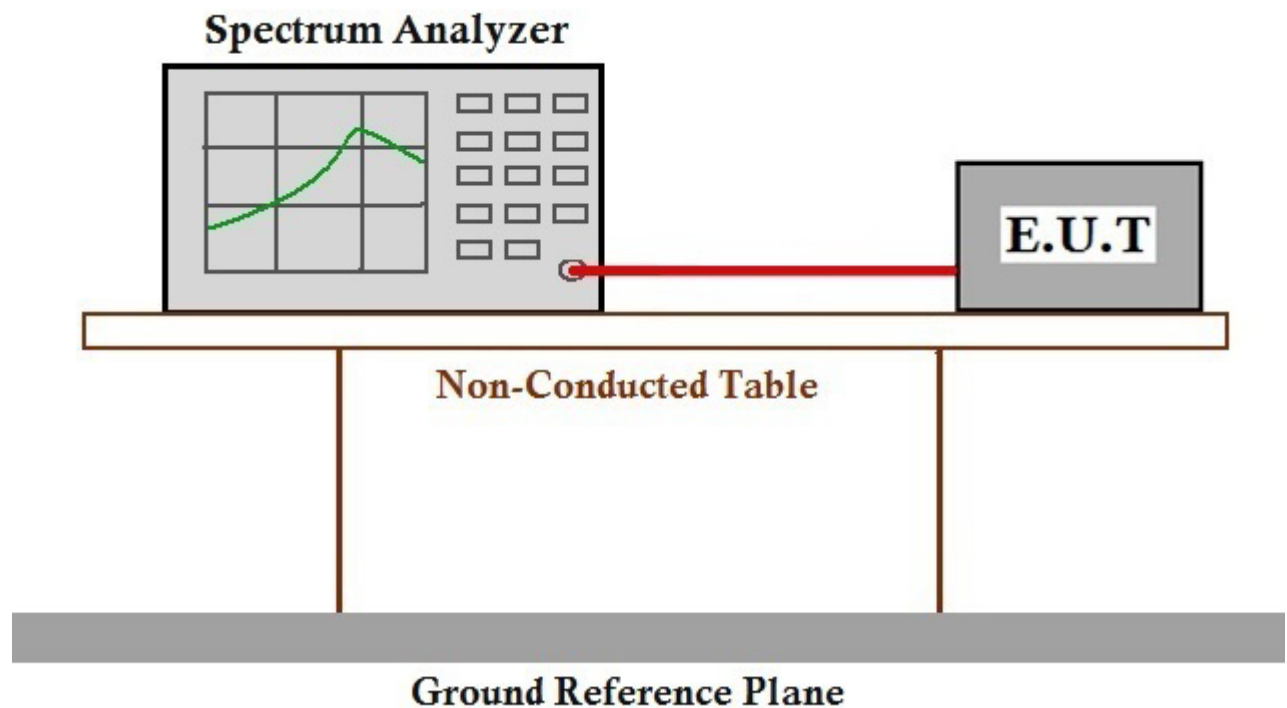 Spectrum Analyzer
E.U.T
Non-Conducted Table
Ground Reference Plane